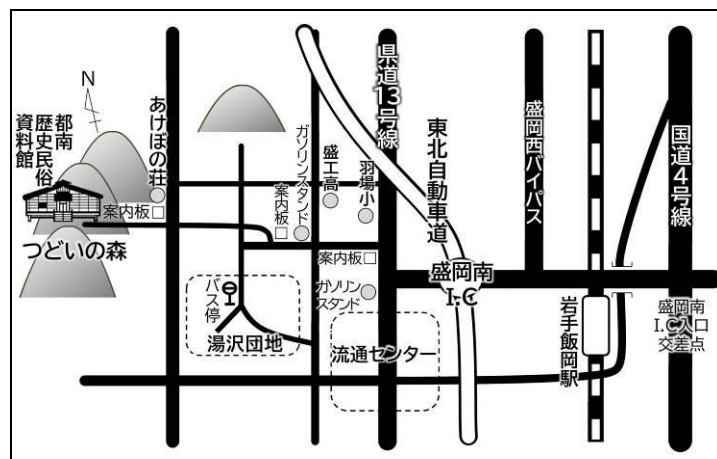 N
都南
歴史民俗
資料館
つどいの森
あけぼの荘
案内板
ガソリンスタンド
案内板
盛工高
羽場小
県道13号線
東北自動車道
盛岡西バイパス
国道4号線
案内板
盛岡南
I.C
ガソリン
スタンド
バス停
湯沢団地
流通センター
岩手飯岡駅
盛岡南
I.C入口
交差点